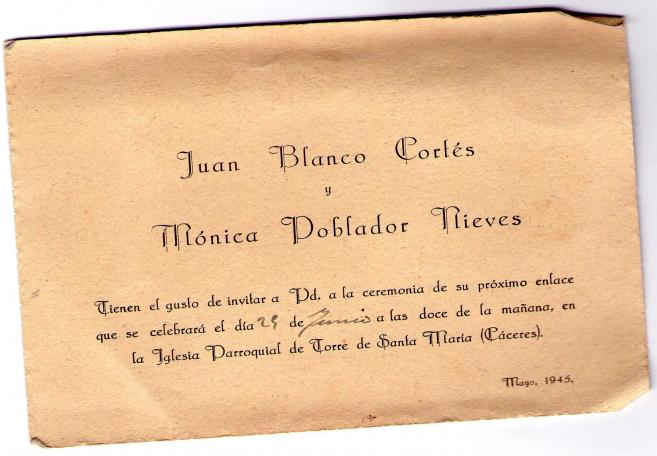 Juan Blanco Cortés
y
Mónica Poblador Nieves
Tienen el gusto de invitar a Vd. a la ceremonia de su próximo enlace
que se celebrará el día 29 de Junio a las doce de la mañana, en
la Iglesia Parroquial de Torre de Santa María (Cáceres).
Mayo, 1945.